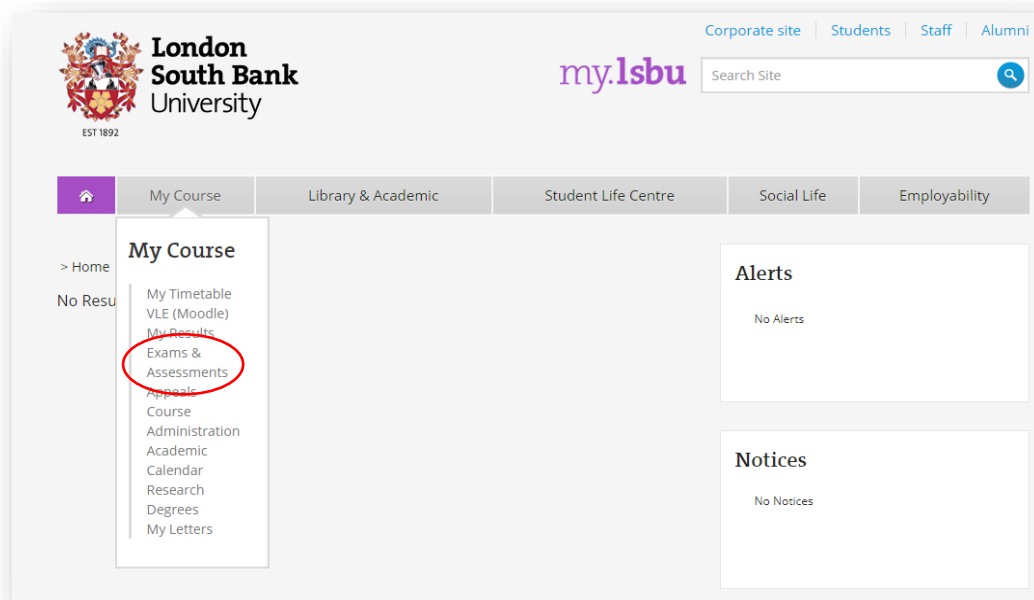 Corporate site Students Staff Alumni
London
South Bank
University
EST 1892
my.lsbu
Search Site
My Course Library & Academic Student Life Centre Social Life Employability
My Course
> Home
No Resu
My Timetable
VLE (Moodle)
My Results
Exams &
Assessments
Appeals
Course
Administration
Academic
Calendar
Research
Degrees
My Letters
Alerts
No Alerts
Notices
No Notices